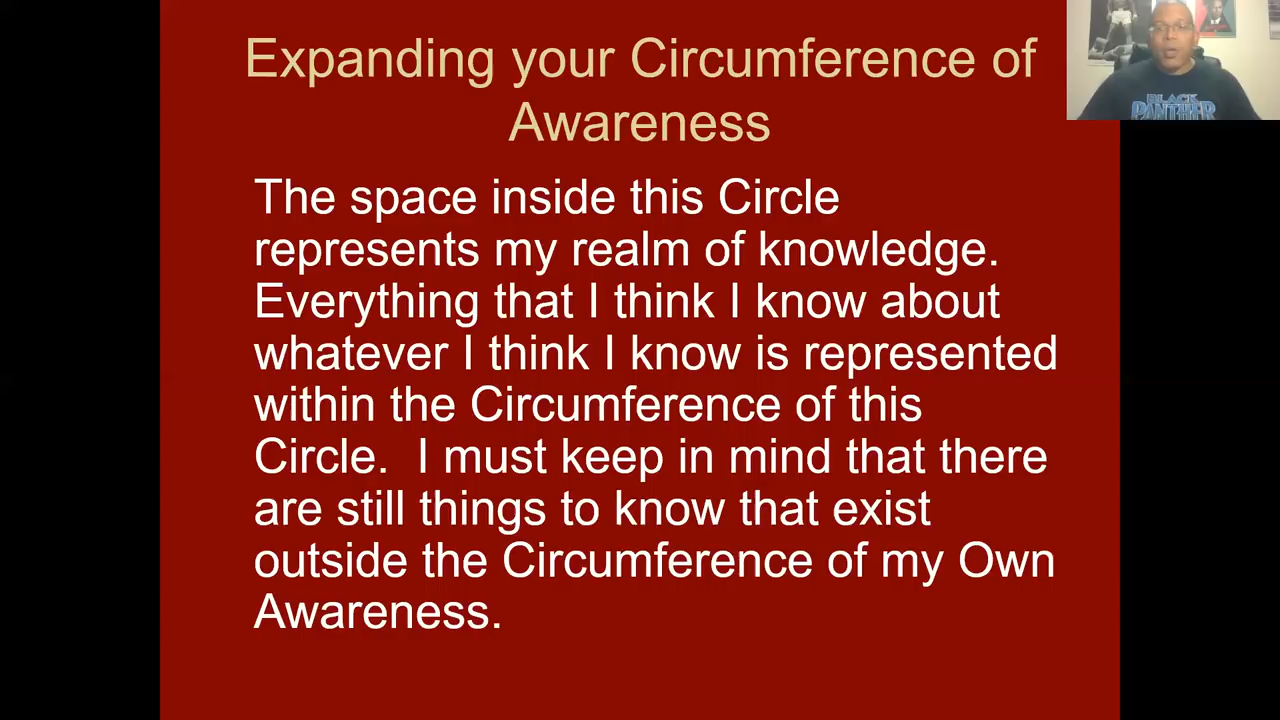 Expanding your Circumference of
Awareness
The space inside this Circle
represents my realm of knowledge.
Everything that I think I know about
whatever I think I know is represented
within the Circumference of this
Circle.  I must keep in mind that there
are still things to know that exist
outside the Circumference of my Own
Awareness.
BLACK
PANTHER